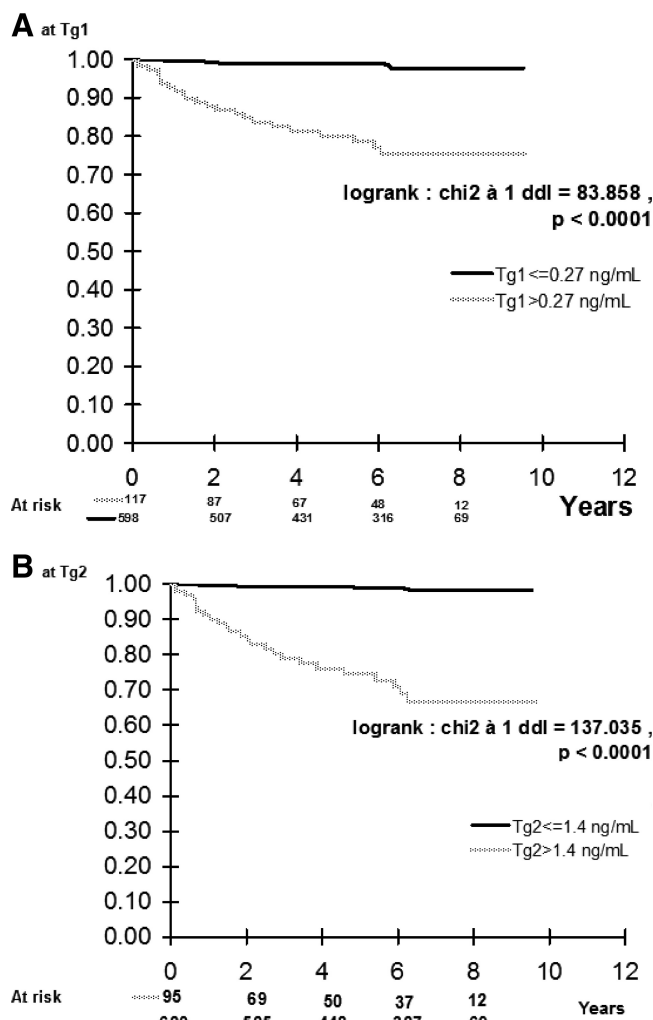 A at Tg1
1.00
0.90
0.80
0.70
logrank : chi2 à 1 ddl = 83.858 ,
p < 0.0001
0.60
0.50
Tg1<=0.27 ng/mL
0.40
Tg1>0.27 ng/mL
0.30
0.20
0.10
0.00
0 2 4 6 8 10 12
At risk 117 87 67 48 12 Years
598 507 431 316 69
B at Tg2
1.00
0.90
0.80
0.70
logrank : chi2 à 1 ddl = 137.035 ,
p < 0.0001
0.60
0.50
0.40
Tg2<=1.4 ng/mL
0.30
Tg2>1.4 ng/mL
0.20
0.10
0.00
0 2 4 6 8 10 12
At risk 95 69 50 37 12 Years